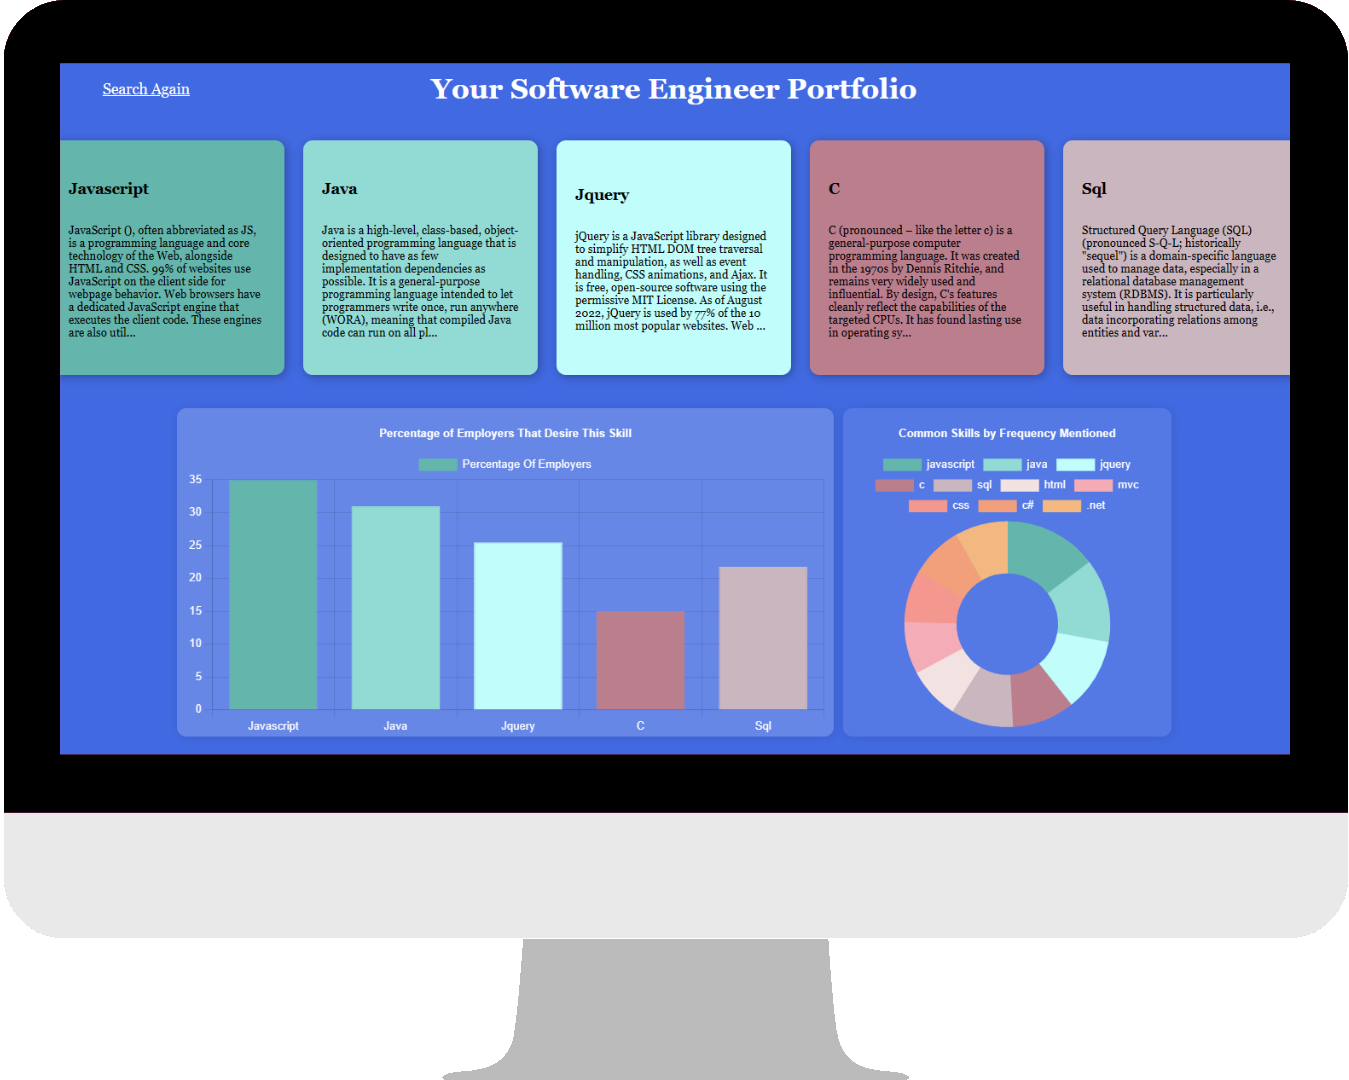 Search Again
Your Software Engineer Portfolio
Javascript
JavaScript (), often abbreviated as JS,
is a programming language and core
technology of the Web, alongside
HTML and CSS. 99% of websites use
JavaScript on the client side for
webpage behavior. Web browsers have
a dedicated JavaScript engine that
executes the client code. These engines
are also util...
Java
Java is a high-level, class-based, object-
oriented programming language that is
designed to have as few
implementation dependencies as
possible. It is a general-purpose
programming language intended to let
programmers write once, run anywhere
(WORA), meaning that compiled Java
code can run on all pl...
Jquery
jQuery is a JavaScript library designed
to simplify HTML DOM tree traversal
and manipulation, as well as event
handling, CSS animations, and Ajax. It
is free, open-source software using the
permissive MIT License. As of August
2022, jQuery is used by 77% of the 10
million most popular websites. Web ...
C
C (pronounced – like the letter c) is a
general-purpose computer
programming language. It was created
in the 1970s by Dennis Ritchie, and
remains very widely used and
influential. By design, C's features
cleanly reflect the capabilities of the
targeted CPUs. It has found lasting use
in operating sy...
Sql
Structured Query Language (SQL)
(pronounced S-Q-L; historically
"sequel") is a domain-specific language
used to manage data, especially in a
relational database management
system (RDBMS). It is particularly
useful in handling structured data, i.e.,
data incorporating relations among
entities and var...
Percentage of Employers That Desire This Skill
Percentage Of Employers
35
30
25
20
15
10
5
0
Javascript Java Jquery C Sql
Common Skills by Frequency Mentioned
javascript java jquery
c sql html mvc
css c# .net